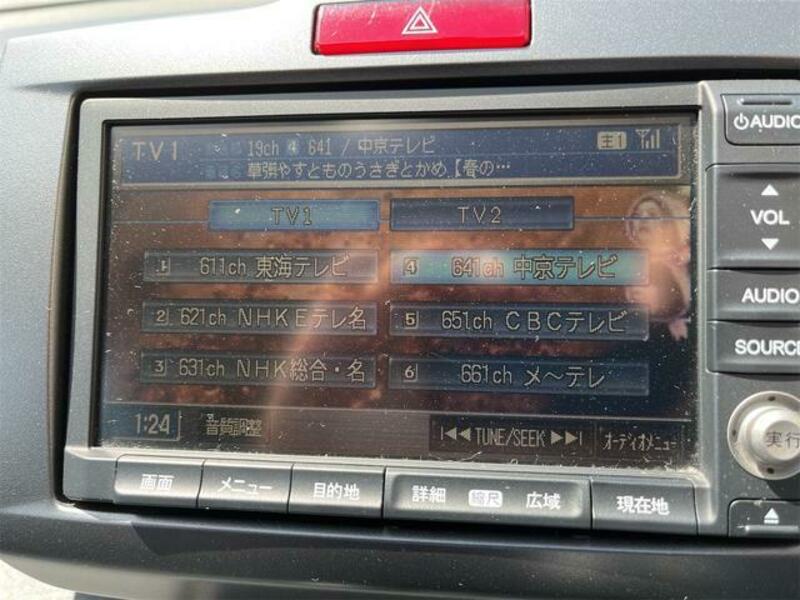 TV1 19ch 4 641 / 中京テレビ 主1
草彅やすとものうさぎとかめ【春の…
TV1 TV2
1 611ch 東海テレビ 4 641ch 中京テレビ
2 621ch NHKEテレ名 5 651ch CBCテレビ
3 631ch NHK総合・名 6 661ch メ〜テレ
1:24 音質調整 TUNE/SEEK オーディオメニュー
画面 メニュー 目的地 詳細 縮尺 広域 現在地
AUDIO
VOL
AUDIO
SOURCE
実行